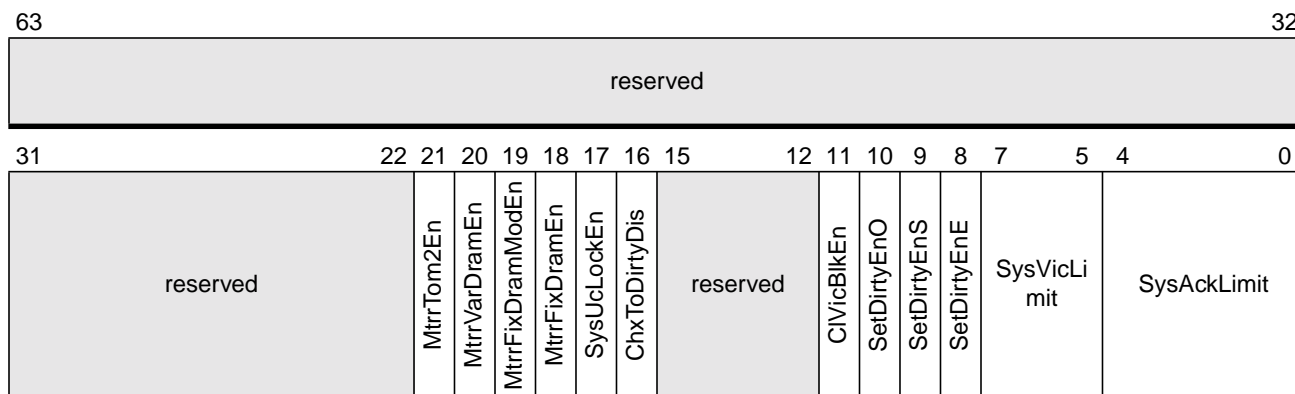 63 32
reserved
31 22 21 20 19 18 17 16 15 12 11 10 9 8 7 5 4 0
reserved
MtrrTom2En
MtrrVarDramEn
MtrrFixDramModEn
MtrrFixDramEn
SysUcLockEn
ChxToDirtyDis
reserved
ClVicBlkEn
SetDirtyEnO
SetDirtyEnS
SetDirtyEnE
SysVicLi
mit
SysAckLimit